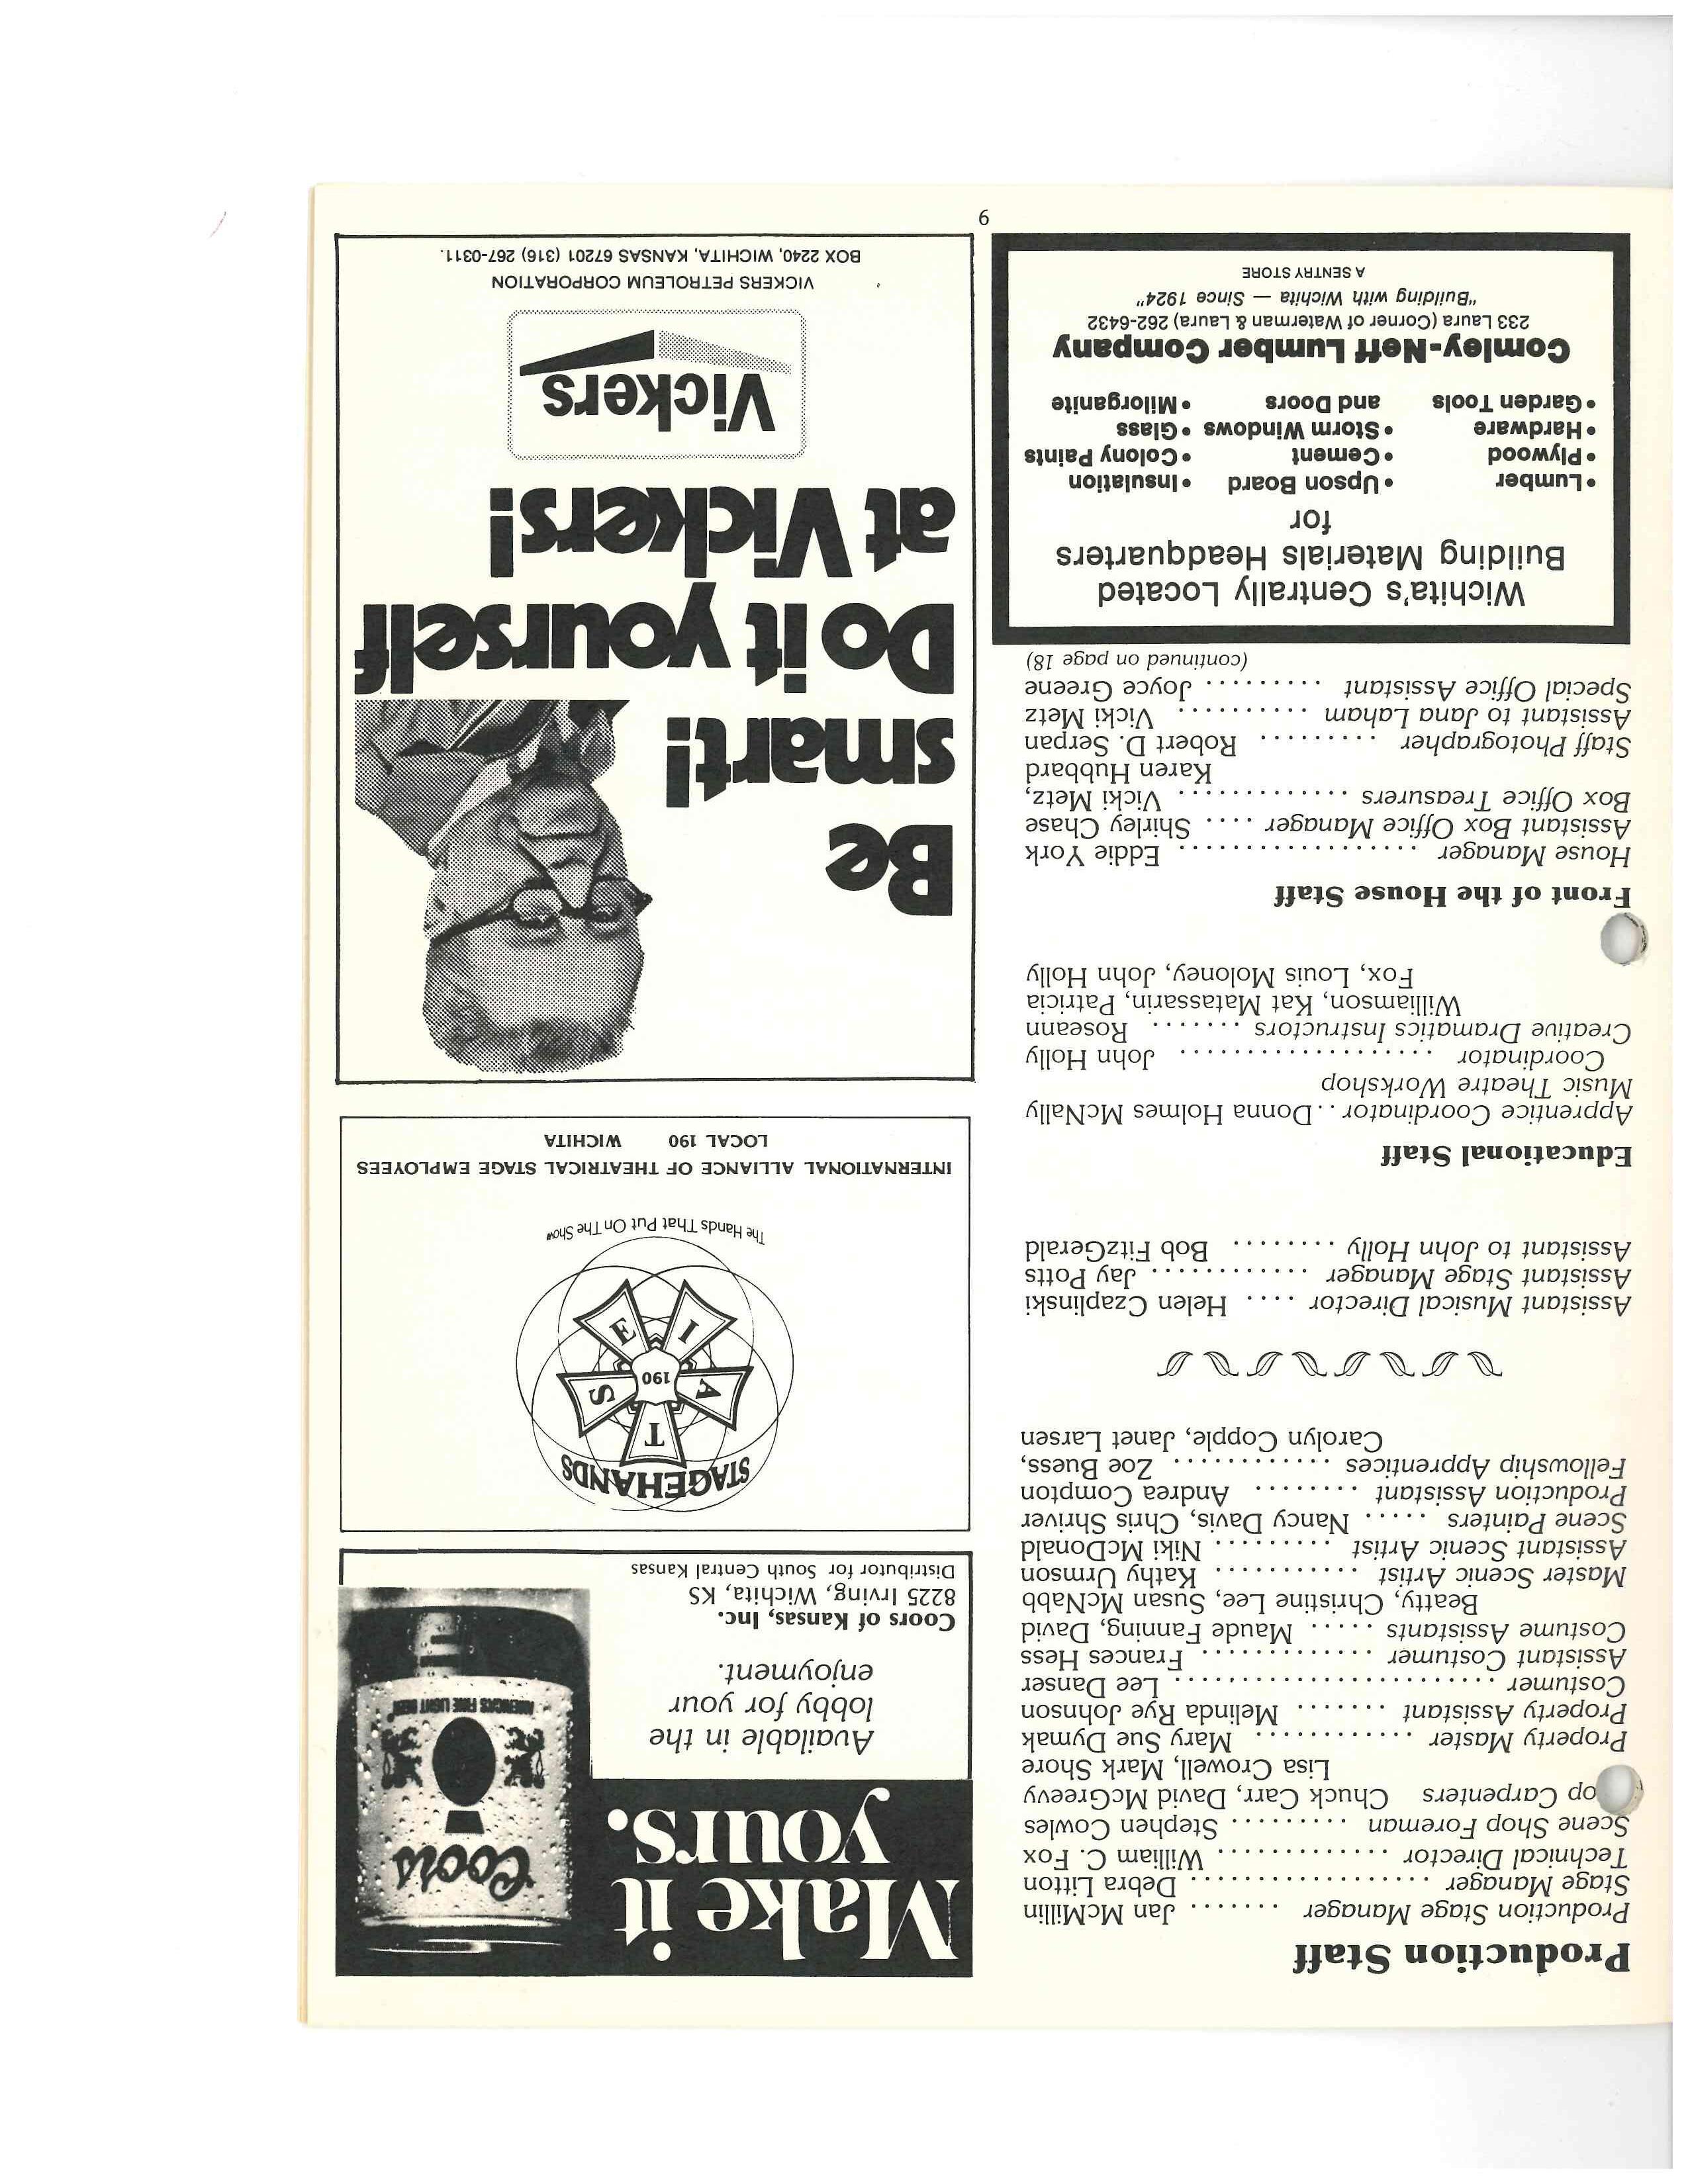 Production Staff
Production Stage Manager ....... Jan McMillin
Stage Manager .................. Debra Litton
Technical Director ............. William C. Fox
Scene Shop Foreman ......... Stephen Cowles
op Carpenters Chuck Carr, David McGreevy
Lisa Crowell, Mark Shore
Property Master ............ Mary Sue Dymak
Property Assistant ....... Melinda Rye Johnson
Costumer ........................ Lee Danser
Assistant Costumer ............. Frances Hess
Costume Assistants ..... Maude Fanning, David
Beatty, Christine Lee, Susan McNabb
Master Scenic Artist ........... Kathy Urmson
Assistant Scenic Artist ......... Niki McDonald
Scene Painters ..... Nancy Davis, Chris Shriver
Production Assistant ........ Andrea Compton
Fellowship Apprentices ............ Zoe Buess,
Carolyn Copple, Janet Larsen
Assistant Musical Director .... Helen Czaplinski
Assistant Stage Manager ............ Jay Potts
Assistant to John Holly ........ Bob FitzGerald
Educational Staff
Apprentice Coordinator .. Donna Holmes McNally
Music Theatre Workshop
Coordinator .................... John Holly
Creative Dramatics Instructors ....... Roseann
Williamson, Kat Matassarin, Patricia
Fox, Louis Moloney, John Holly
Front of the House Staff
House Manager .................. Eddie York
Assistant Box Office Manager .... Shirley Chase
Box Office Treasurers ............. Vicki Metz,
Karen Hubbard
Staff Photographer ......... Robert D. Serpan
Assistant to Jana Laham ........... Vicki Metz
Special Office Assistant ......... Joyce Greene
(continued on page 18)
Wichita's Centrally Located
Building Materials Headquarters
for
• Lumber • Upson Board • Insulation
• Plywood • Cement • Colony Paints
• Hardware • Storm Windows • Glass
• Garden Tools and Doors • Milorganite
Comley-Neff Lumber Company
233 Laura (Corner of Waterman & Laura) 262-6432
"Building with Wichita — Since 1924"
A SENTRY STORE
Make it
yours.
Available in the
lobby for your
enjoyment.
Coors of Kansas, Inc.
8225 Irving, Wichita, KS
Distributor for South Central Kansas
Coors
AMERICA'S FINE LIGHT BEER
STAGEHANDS
I A T S E
190
The Hands That Put On The Show
INTERNATIONAL ALLIANCE OF THEATRICAL STAGE EMPLOYEES
LOCAL 190 WICHITA
Be
smart!
Do it yourself
at Vickers!
Vickers
VICKERS PETROLEUM CORPORATION
BOX 2240, WICHITA, KANSAS 67201 (316) 267-0311.
9